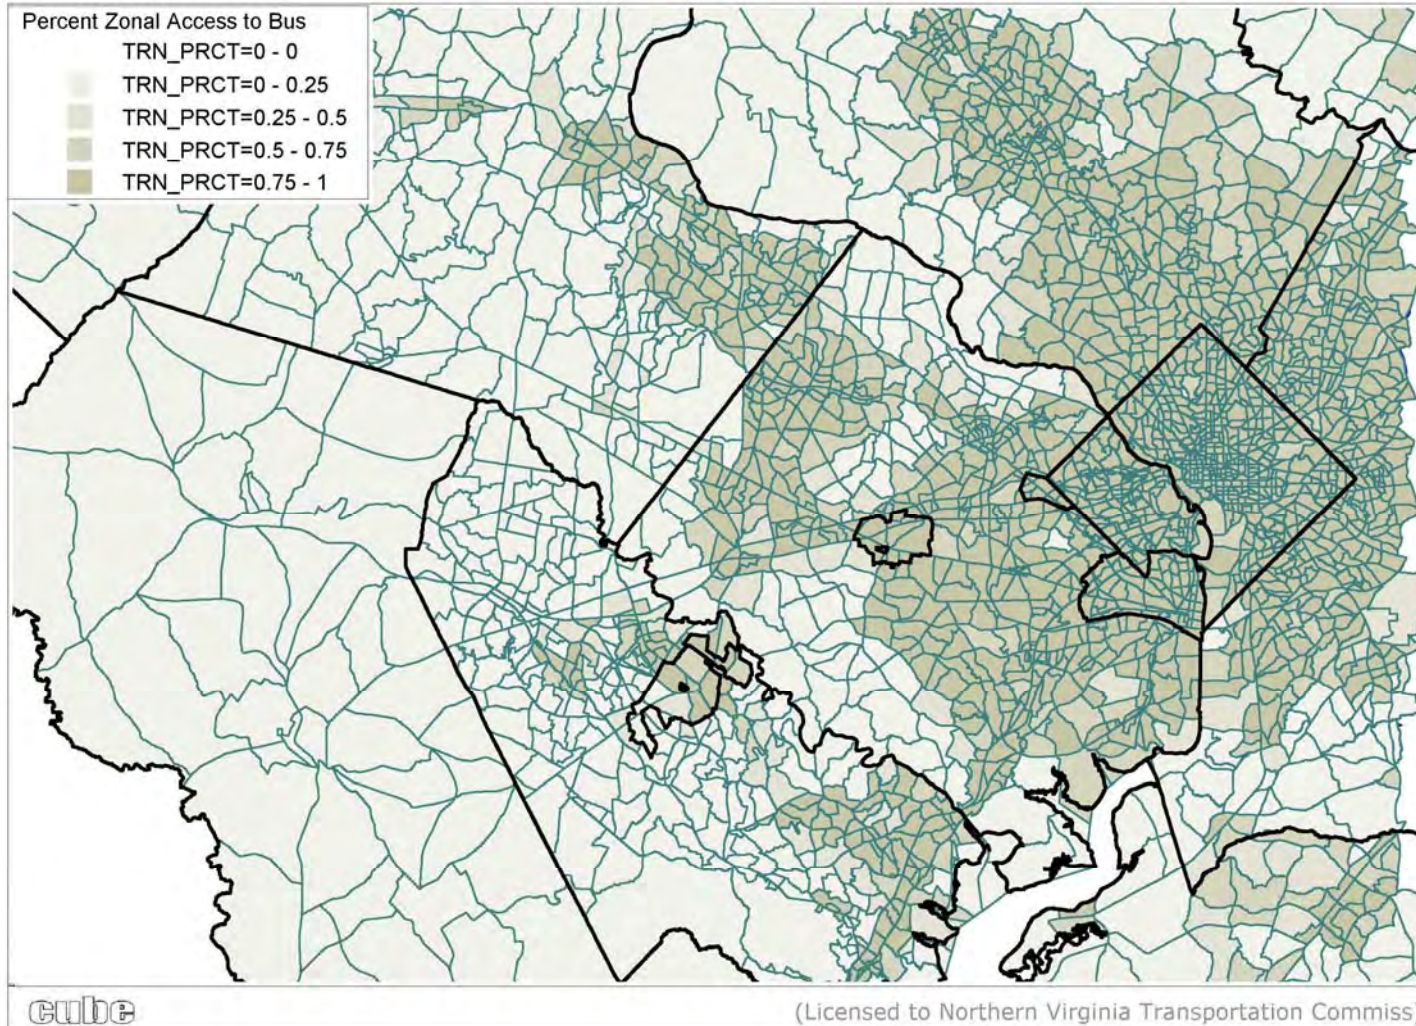 Percent Zonal Access to Bus
TRN_PRCT=0 - 0
TRN_PRCT=0 - 0.25
TRN_PRCT=0.25 - 0.5
TRN_PRCT=0.5 - 0.75
TRN_PRCT=0.75 - 1
cube
(Licensed to Northern Virginia Transportation Commiss